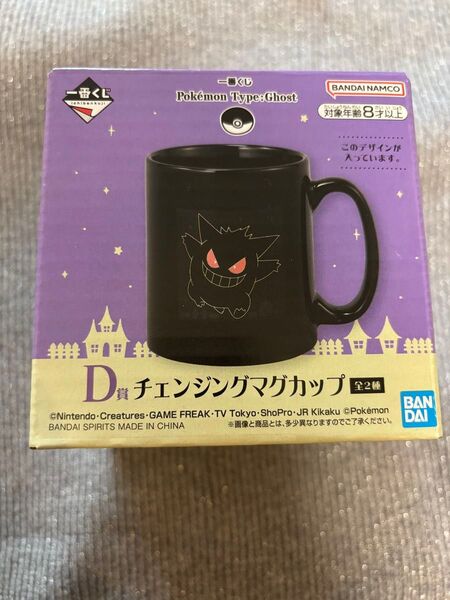 一番くじ
ichibankuji
一番くじ
Pokémon Type:Ghost
BANDAI NAMCO
対象年齢8才以上
このデザインが
入っています。
D賞 チェンジングマグカップ 全2種
©Nintendo・Creatures・GAME FREAK・TV Tokyo・ShoPro・JR Kikaku ©Pokémon
BANDAI SPIRITS MADE IN CHINA
※画像と商品とは、多少異なりますのでご了承ください。
BAN
DAI